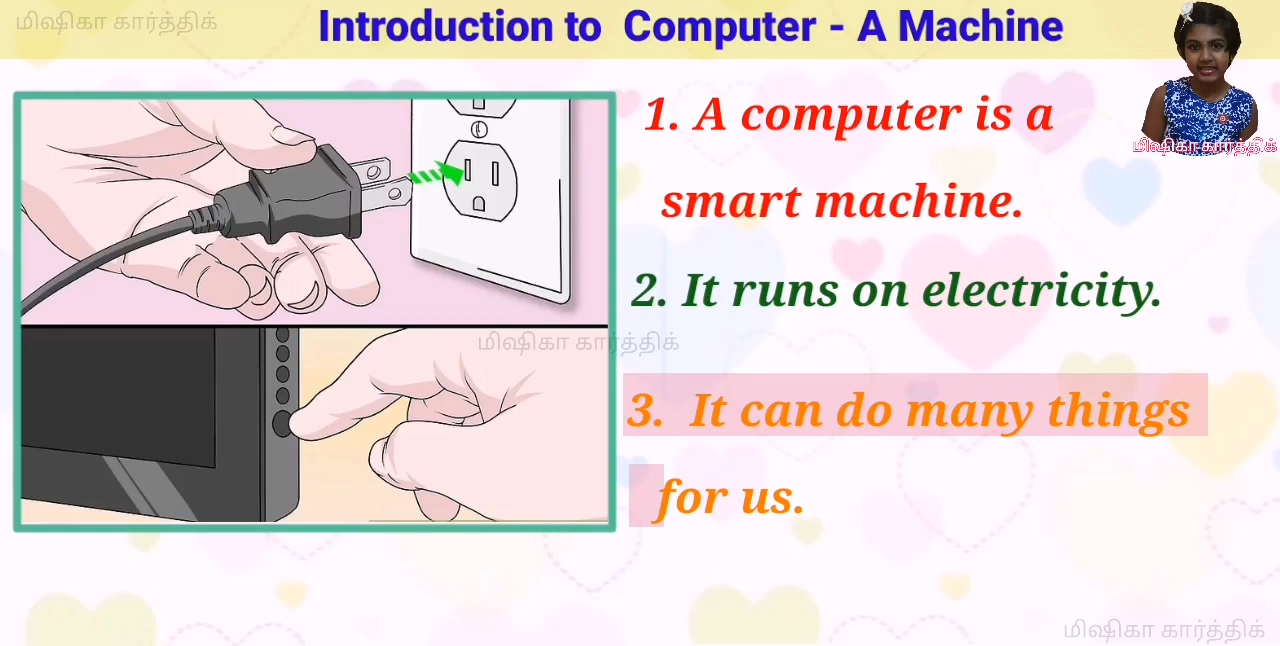 மிஷிகா கார்த்திக்
Introduction to Computer - A Machine
மிஷிகா கார்த்திக்
1. A computer is a
smart machine.
2. It runs on electricity.
மிஷிகா கார்த்திக்
3. It can do many things
for us.
மிஷிகா கார்த்திக்